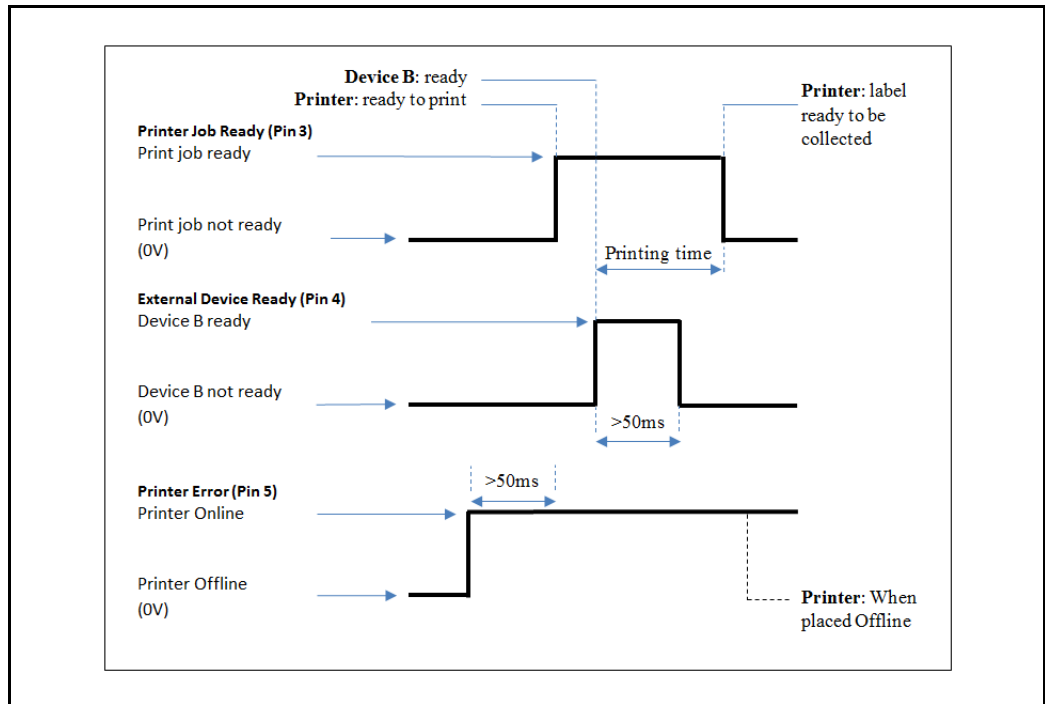 Device B: ready
Printer: ready to print
Printer: label
ready to be
collected
Printer Job Ready (Pin 3)
Print job ready
Print job not ready
(0V)
Printing time
External Device Ready (Pin 4)
Device B ready
Device B not ready
(0V)
>50ms
>50ms
Printer Error (Pin 5)
Printer Online
Printer Offline
(0V)
Printer: When
placed Offline